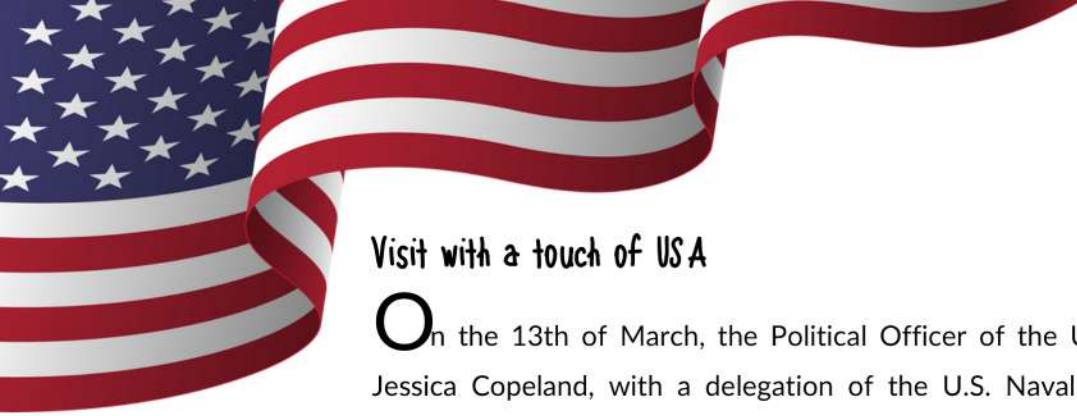 Visit with a touch of USA
On the 13th of March, the Political Officer of the
Jessica Copeland, with a delegation of the U.S. Naval